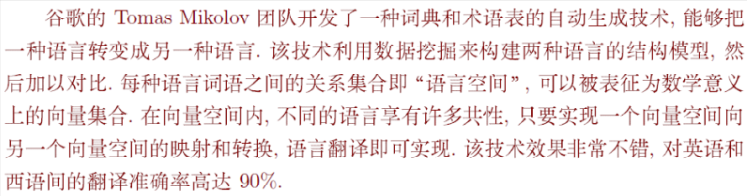 谷歌的 Tomas Mikolov 团队开发了一种词典和术语表的自动生成技术, 能够把
一种语言转变成另一种语言. 该技术利用数据挖掘来构建两种语言的结构模型, 然
后加以对比. 每种语言词语之间的关系集合即 “语言空间” , 可以被表征为数学意义
上的向量集合. 在向量空间内, 不同的语言享有许多共性, 只要实现一个向量空间向
另一个向量空间的映射和转换, 语言翻译即可实现. 该技术效果非常不错, 对英语和
西语间的翻译准确率高达 90%.